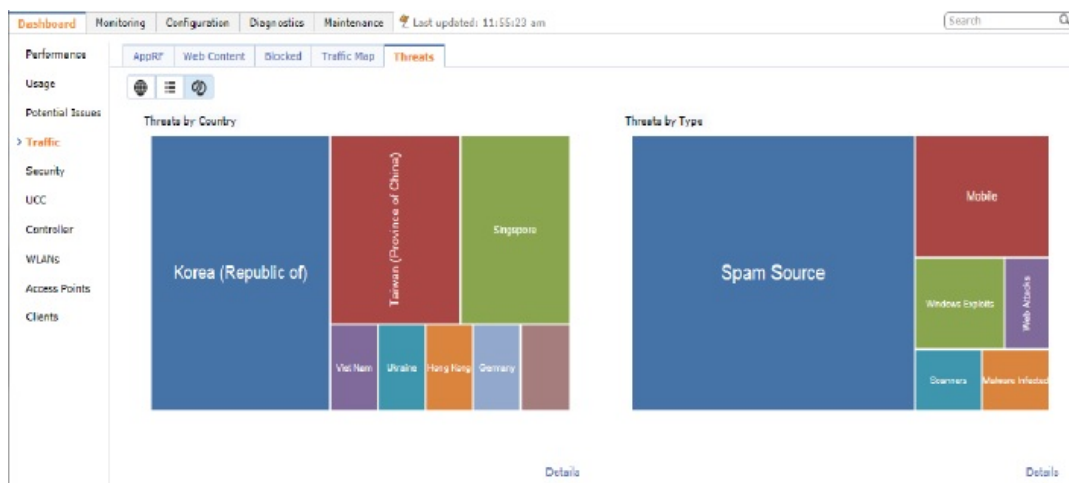 Dashboard Monitoring Configuration Diagnostics Maintenance Last updated: 11:55:23 am Search
Performance
Usage
Potential Issues
Traffic
Security
UCC
Controller
WLANs
Access Points
Clients
AppRF Web Content Blocked Traffic Map Threats
Threats by Country
Korea (Republic of)
Taiwan (Province of China)
Singapore
Viet Nam
Ukraine
Hong Kong
Germany
Details
Threats by Type
Spam Source
Mobile
Windows Exploits
Web Attacks
Scanners
Malware Infected
Details